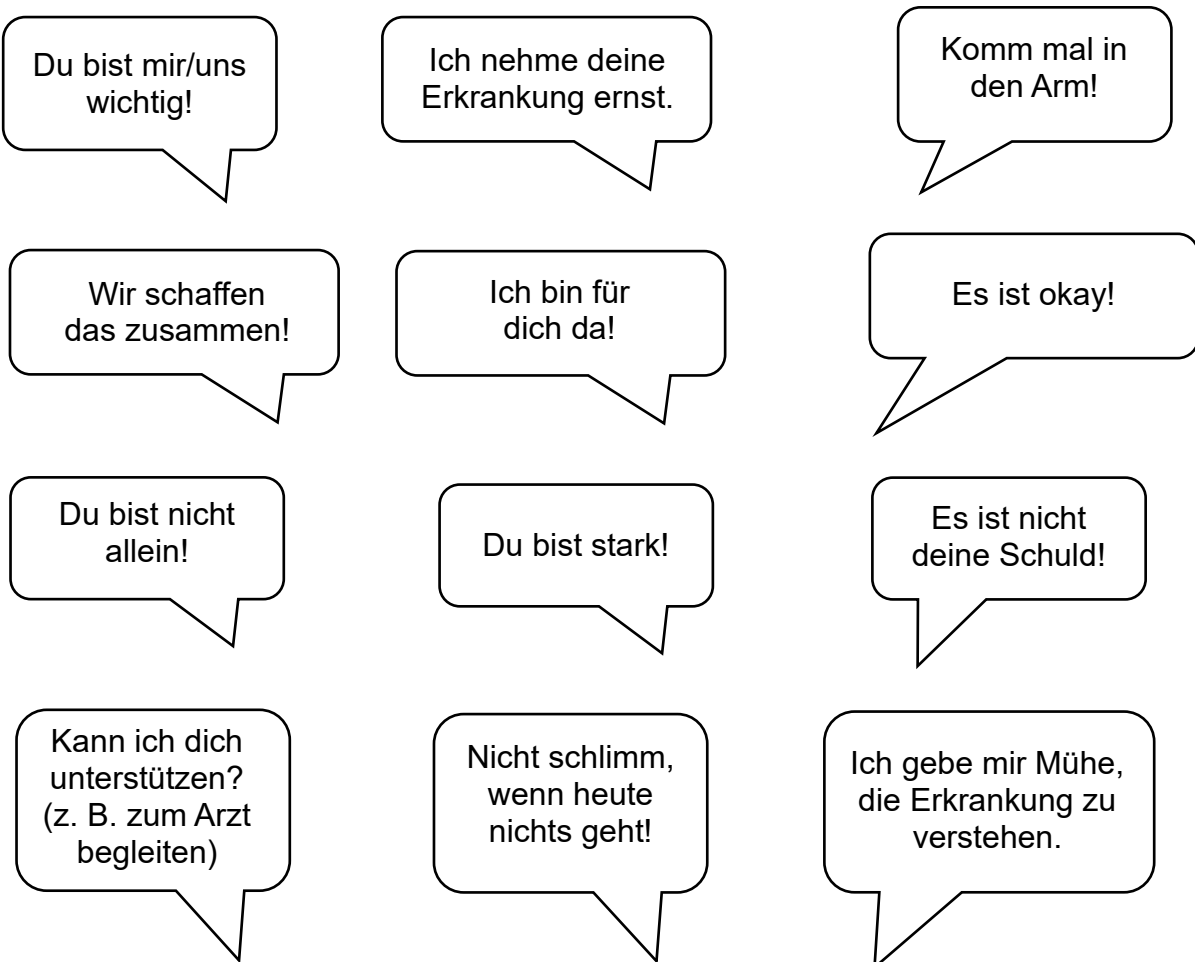 Du bist mir/uns
wichtig!
Ich nehme deine
Erkrankung ernst.
Komm mal in
den Arm!
Wir schaffen
das zusammen!
Ich bin für
dich da!
Es ist okay!
Du bist nicht
allein!
Du bist stark!
Es ist nicht
deine Schuld!
Kann ich dich
unterstützen?
(z. B. zum Arzt
begleiten)
Nicht schlimm,
wenn heute
nichts geht!
Ich gebe mir Mühe,
die Erkrankung zu
verstehen.